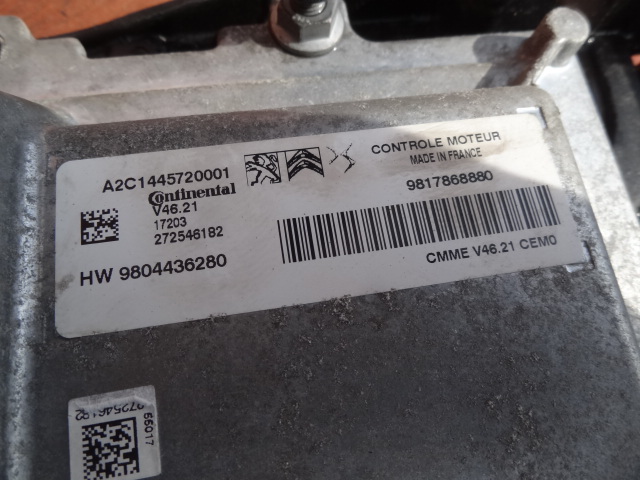 A2C1445720001
Continental
V46.21
17203
272546182
HW 9804436280
CONTROLE MOTEUR
MADE IN FRANCE
9817868880
CMME V46.21 CEM0
272546182
55017